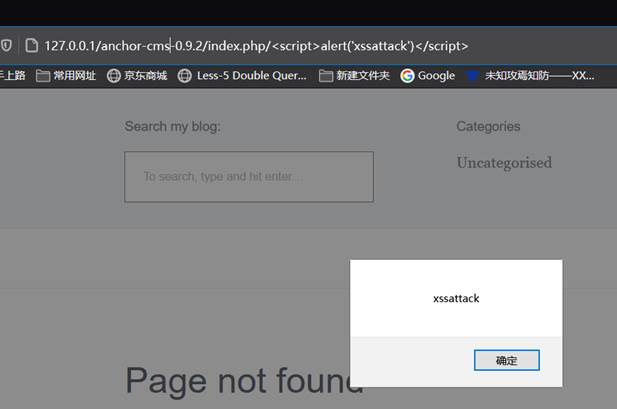 127.0.0.1/anchor-cms-0.9.2/index.php/<script>alert('xssattack')</script>
手上路 常用网址 京东商城 Less-5 Double Quer... 新建文件夹 Google 未知攻焉知防——XX...
Search my blog: Categories
To search, type and hit enter... Uncategorised
xssattack
确定
Page not found